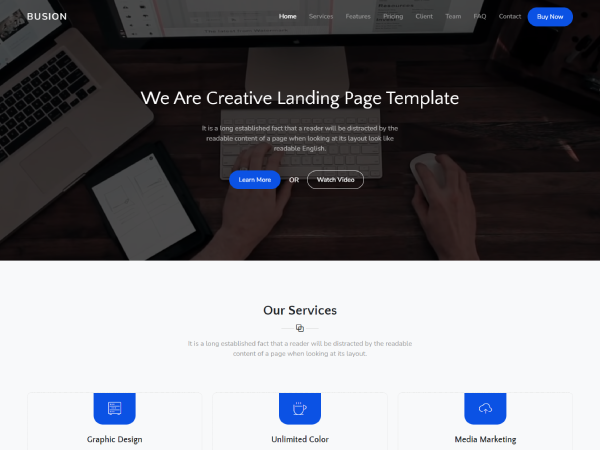 BUSION
Home Services Features Pricing Client Team FAQ Contact Buy Now
We Are Creative Landing Page Template
It is a long established fact that a reader will be distracted by the
readable content of a page when looking at its layout look like
readable English.
Learn More OR Watch Video
Our Services
It is a long established fact that a reader will be distracted by the readable
content of a page when looking at its layout.
Graphic Design Unlimited Color Media Marketing